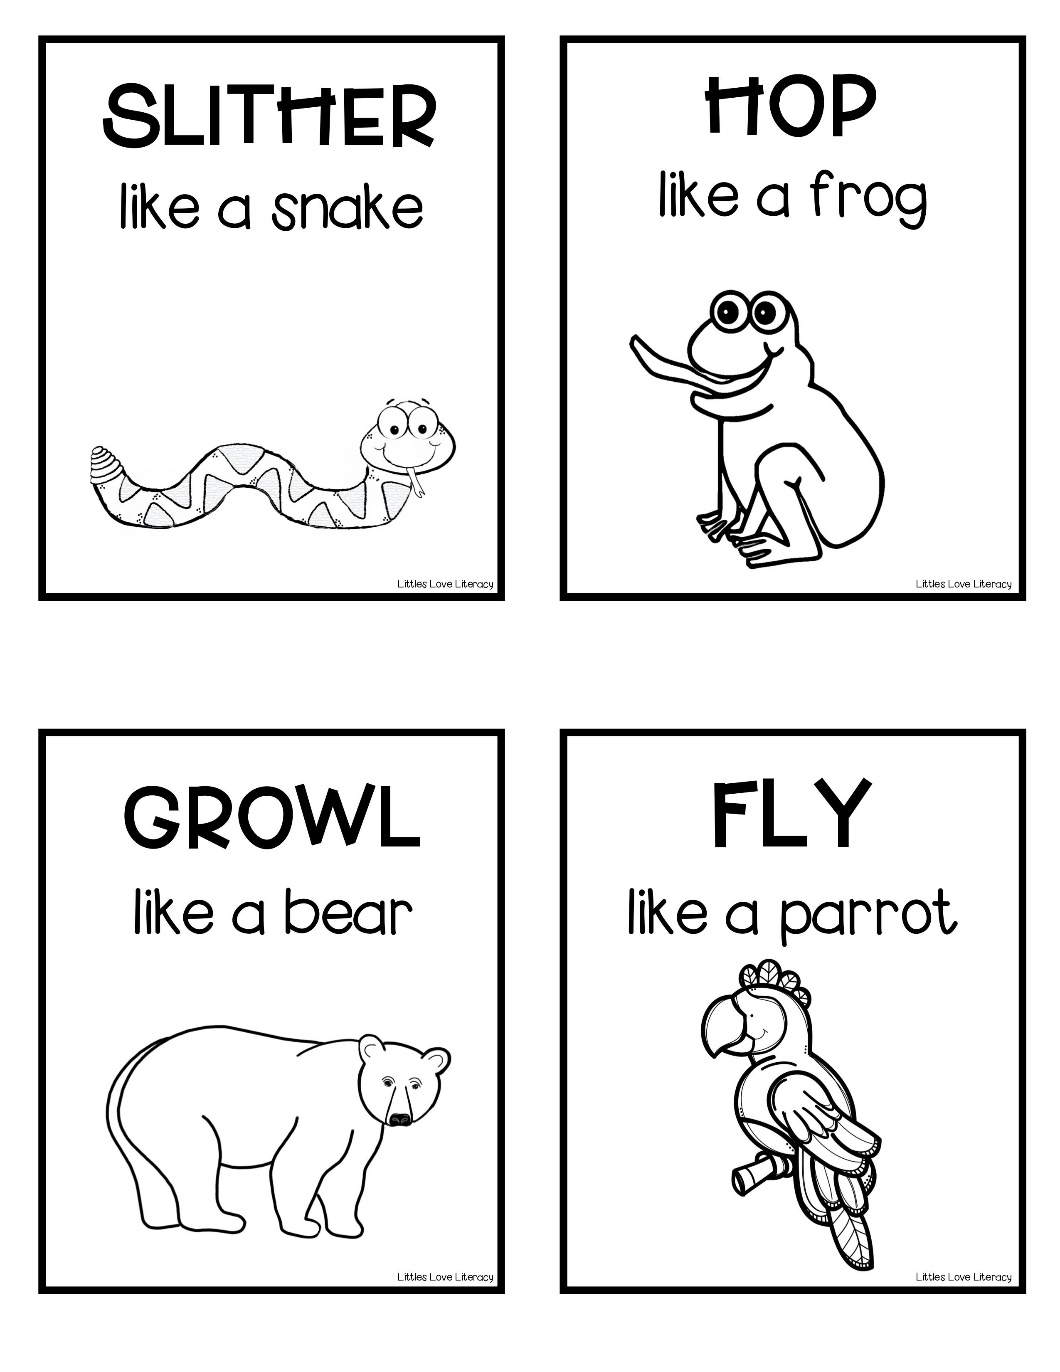 SLITHER
like a snake
Littles Love Literacy
HOP
like a frog
Littles Love Literacy
GROWL
like a bear
Littles Love Literacy
FLY
like a parrot
Littles Love Literacy